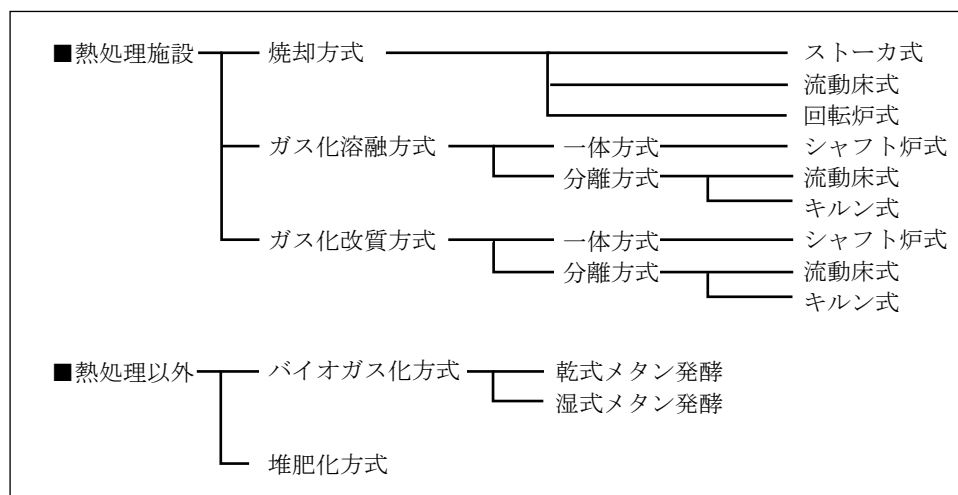 ■熱処理施設 焼却方式 ストーカ式
流動床式
回転炉式
ガス化溶融方式 一体方式 シャフト炉式
分離方式 流動床式
キルン式
ガス化改質方式 一体方式 シャフト炉式
分離方式 流動床式
キルン式
■熱処理以外 バイオガス化方式 乾式メタン発酵
湿式メタン発酵
堆肥化方式